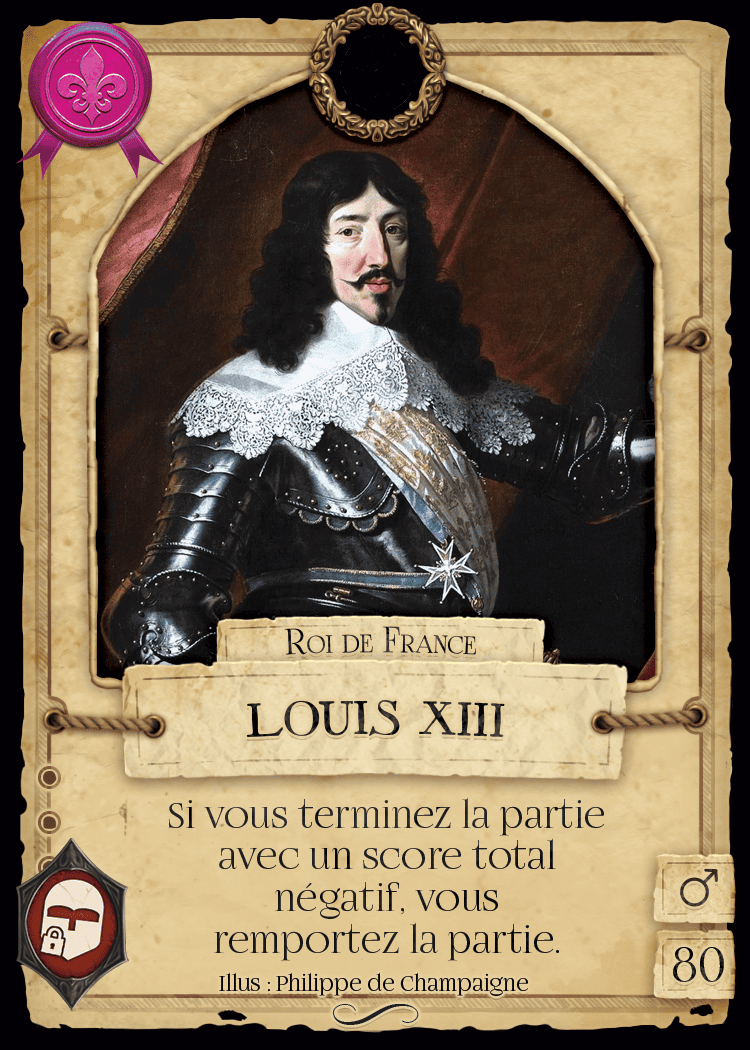 Roi de France
LOUIS XIII
Si vous terminez la partie
avec un score total
négatif, vous
remportez la partie.
Illus : Philippe de Champaigne
♂
80